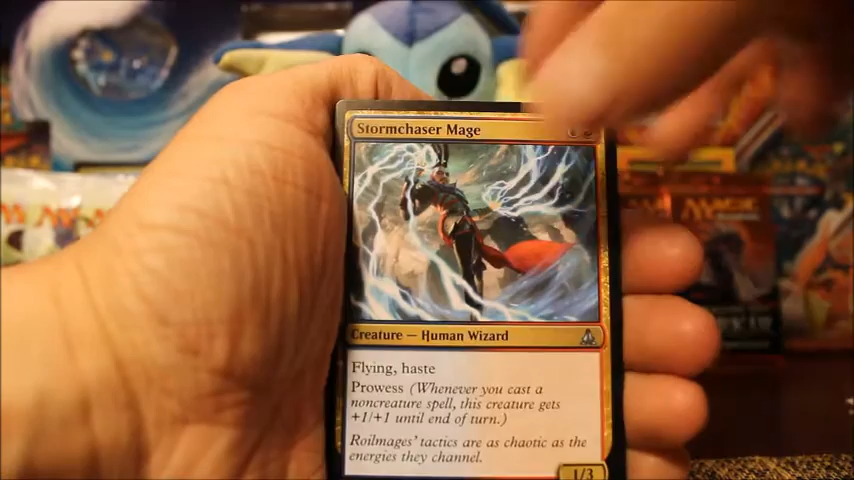 Stormchaser Mage
Creature — Human Wizard
Flying, haste
Prowess (Whenever you cast a
noncreature spell, this creature gets
+1/+1 until end of turn.)
Roilmages' tactics are as chaotic as the
energies they channel.
1/3
MAGIC